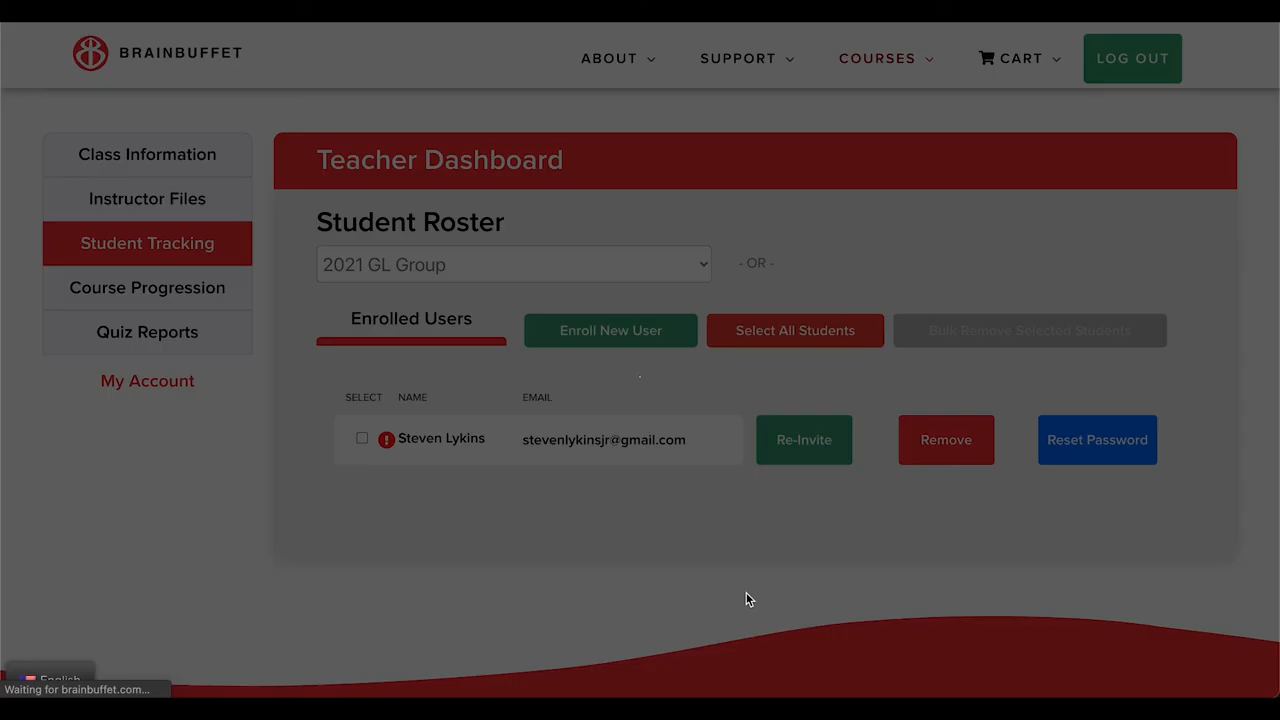 BRAINBUFFET
ABOUT SUPPORT COURSES CART LOG OUT
Class Information
Instructor Files
Student Tracking
Course Progression
Quiz Reports
My Account
Teacher Dashboard
Student Roster
2021 GL Group - OR -
Enrolled Users Enroll New User Select All Students Bulk Remove Selected Students
SELECT NAME EMAIL
Steven Lykins stevenlykinsjr@gmail.com Re-Invite Remove Reset Password
English
Waiting for brainbuffet.com...